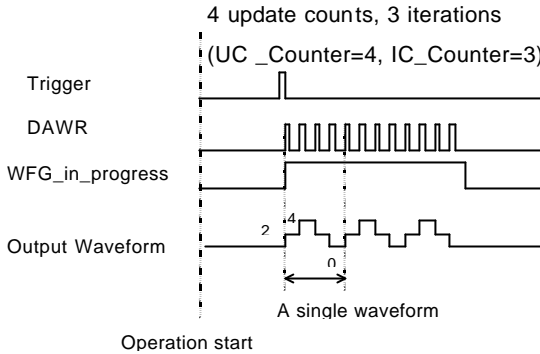 4 update counts, 3 iterations
(UC _Counter=4, IC_Counter=3)
Trigger
DAWR
WFG_in_progress
4
2
Output Waveform
0
A single waveform
Operation start